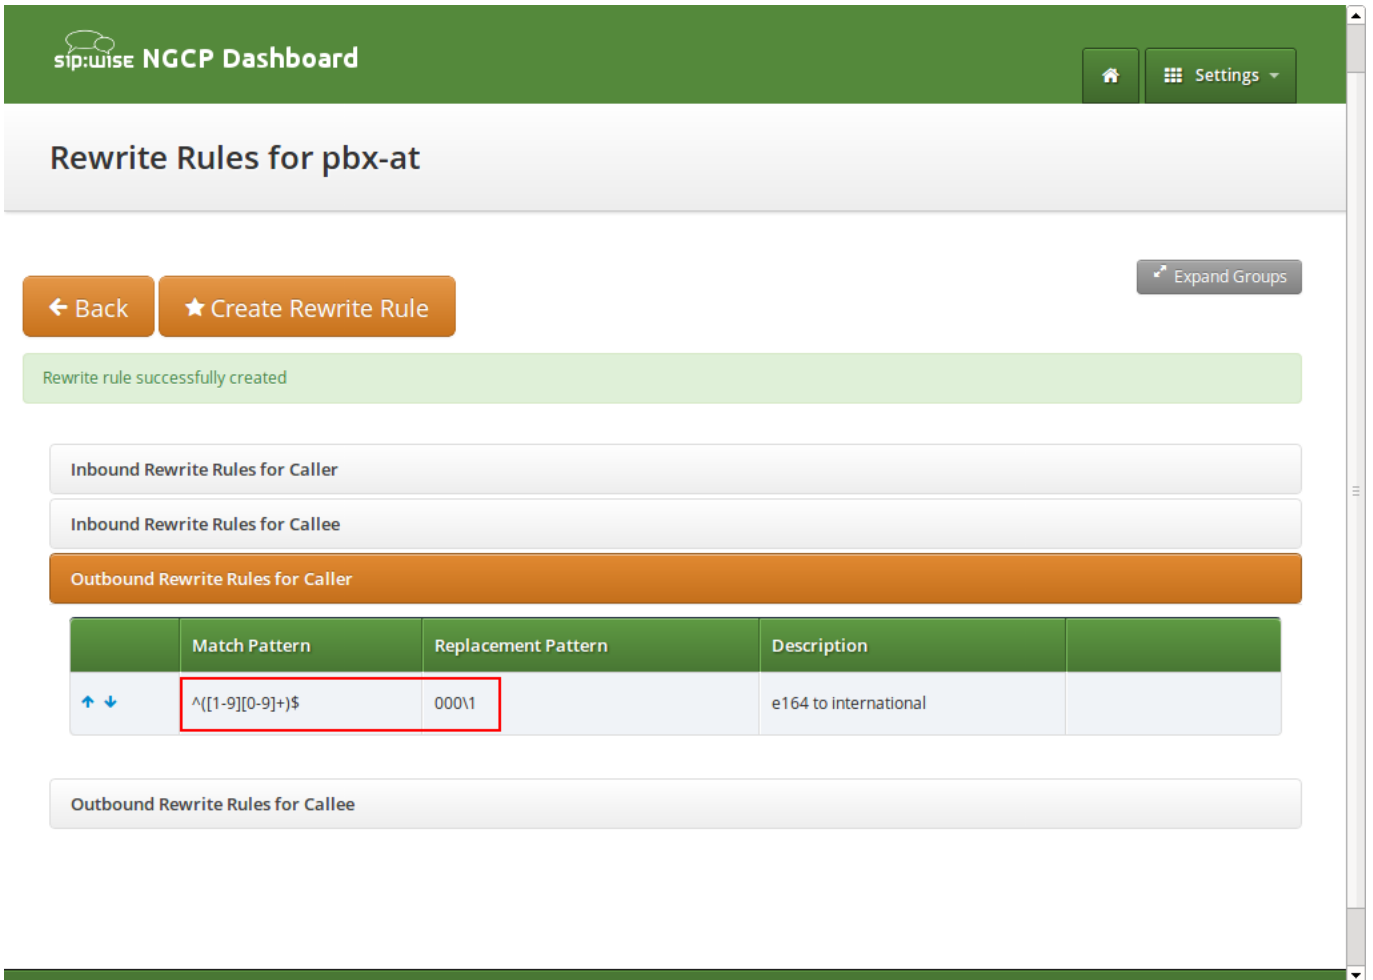 sip:wise NGCP Dashboard
Settings
Rewrite Rules for pbx-at
Expand Groups
Back
Create Rewrite Rule
Rewrite rule successfully created
Inbound Rewrite Rules for Caller
Inbound Rewrite Rules for Callee
Outbound Rewrite Rules for Caller
Match Pattern Replacement Pattern Description
^([1-9][0-9]+)$ 000\1 e164 to international
Outbound Rewrite Rules for Callee